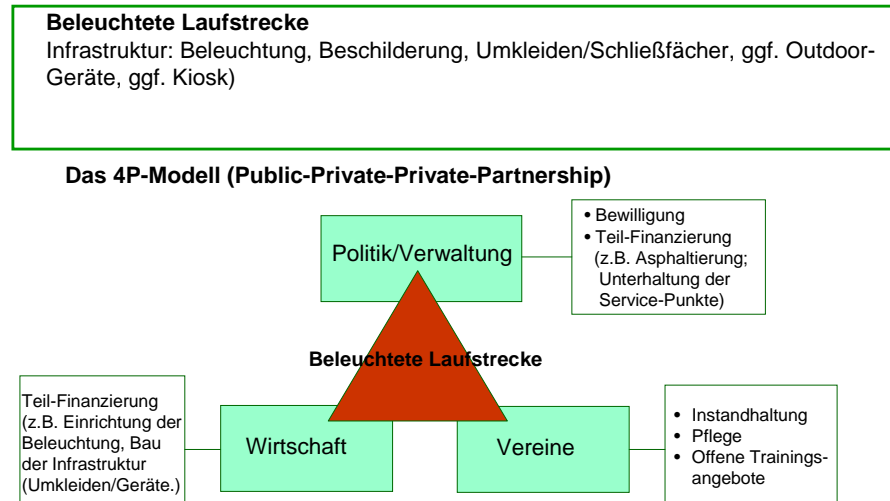 Beleuchtete Laufstrecke
Infrastruktur: Beleuchtung, Beschilderung, Umkleiden/Schließfächer, ggf. Outdoor-
Geräte, ggf. Kiosk)
Das 4P-Modell (Public-Private-Private-Partnership)
Politik/Verwaltung
• Bewilligung
• Teil-Finanzierung
(z.B. Asphaltierung;
Unterhaltung der
Service-Punkte)
Beleuchtete Laufstrecke
Teil-Finanzierung
(z.B. Einrichtung der
Beleuchtung, Bau
der Infrastruktur
(Umkleiden/Geräte.)
Wirtschaft
Vereine
• Instandhaltung
• Pflege
• Offene Trainings-
angebote